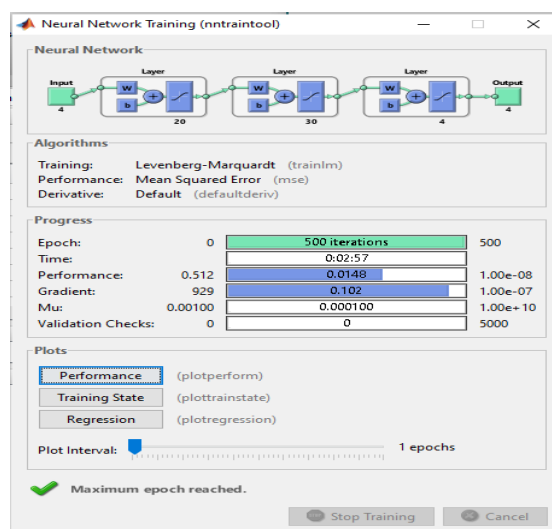 Neural Network Training (nntraintool)
Neural Network
Layer Layer Layer
Input Output
W W W
b b b
+ + +
4 4
20 30 4
Algorithms
Training: Levenberg-Marquardt (trainlm)
Performance: Mean Squared Error (mse)
Derivative: Default (defaultderiv)
Progress
Epoch: 0 500 iterations 500
Time: 0:02:57
Performance: 0.512 0.0148 1.00e-08
Gradient: 929 0.102 1.00e-07
Mu: 0.00100 0.000100 1.00e+10
Validation Checks: 0 0 5000
Plots
Performance (plotperform)
Training State (plottrainstate)
Regression (plotregression)
Plot Interval: 1 epochs
Maximum epoch reached.
Stop Training Cancel